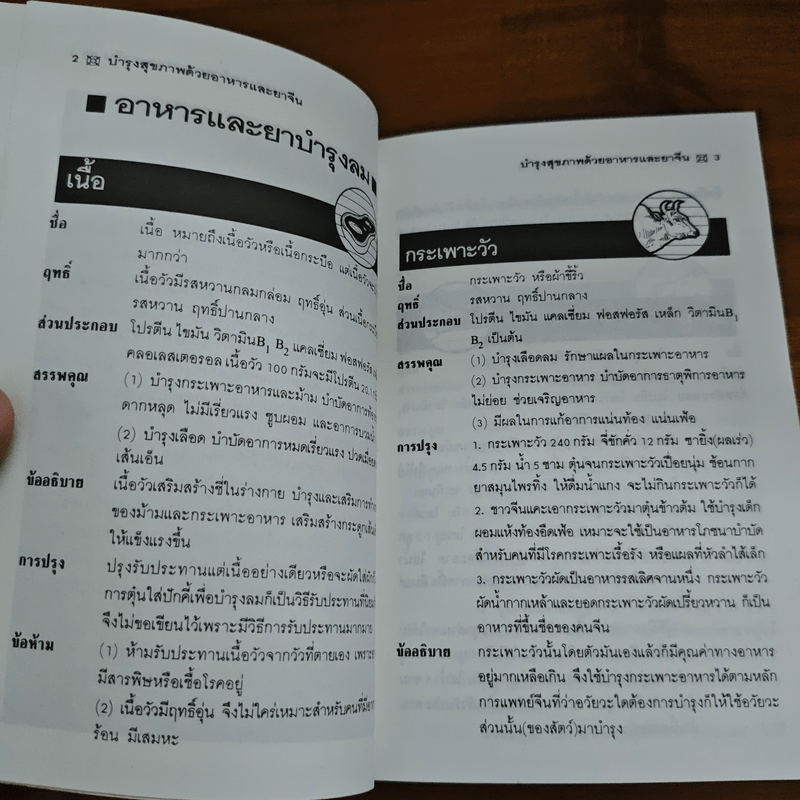 2 บำรุงสุขภาพด้วยอาหารและยาจีน
■ อาหารและยาบำรุงลม ■
เนื้อ
ชื่อ เนื้อ หมายถึงเนื้อวัวหรือเนื้อกระบือ แต่เนื้อวัวจะ
มากกว่า
ฤทธิ์ เนื้อวัวมีรสหวานกลมกล่อม ฤทธิ์อุ่น ส่วนเนื้อ
รสหวาน ฤทธิ์ปานกลาง
ส่วนประกอบ โปรตีน ไขมัน วิตามินB1 B2 แคลเซี่ยม ฟอสฟอรัส
คลอเลสเตอรอล เนื้อวัว 100 กรัมจะมีโปรตีน 20.1
สรรพคุณ (1) บำรุงกระเพาะอาหารและม้าม บำบัดอาการ
ดากหลุด ไม่มีเรี่ยวแรง ซูบผอม และอาการบวม
(2) บำรุงเลือด บำบัดอาการหมดเรี่ยวแรง ปวดเมื่อย
เส้นเอ็น
ข้ออธิบาย เนื้อวัวเสริมสร้างชี่ในร่างกาย บำรุงและเสริมการทำ
ของม้ามและกระเพาะอาหาร เสริมสร้างกระดูกเส้น
ให้แข็งแรงขึ้น
การปรุง ปรุงรับประทานแต่เนื้ออย่างเดียวหรือจะผัดใส่ผัก
การตุ๋นใส่ปักคี้เพื่อบำรุงลมก็เป็นวิธีรับประทานที่นิยม
จึงไม่ขอเขียนไว้เพราะมีวิธีการรับประทานมากมาย
ข้อห้าม (1) ห้ามรับประทานเนื้อวัวจากวัวที่ตายเอง เพราะ
มีสารพิษหรือเชื้อโรคอยู่
(2) เนื้อวัวมีฤทธิ์อุ่น จึงไม่ใคร่เหมาะสำหรับคนที่มี
ร้อน มีเสมหะ
บำรุงสุขภาพด้วยอาหารและยาจีน 3
กระเพาะวัว
ชื่อ กระเพาะวัว หรือผ้าขี้ริ้ว
ฤทธิ์ รสหวาน ฤทธิ์ปานกลาง
ส่วนประกอบ โปรตีน ไขมัน แคลเซี่ยม ฟอสฟอรัส เหล็ก วิตามินB1
B2 เป็นต้น
สรรพคุณ (1) บำรุงเลือดลม รักษาแผลในกระเพาะอาหาร
(2) บำรุงกระเพาะอาหาร บำบัดอาการธาตุพิการอาหาร
ไม่ย่อย ช่วยเจริญอาหาร
(3) มีผลในการแก้อาการแน่นท้อง แน่นเฟ้อ
การปรุง 1. กระเพาะวัว 240 กรัม จี่ชักคัว 12 กรัม ซายิ้ง(ผลเร่ว)
4.5 กรัม น้ำ 5 ชาม ตุ๋นจนกระเพาะวัวเปื่อยนุ่ม ช้อนกาก
ยาสมุนไพรทิ้ง ให้ดื่มน้ำแกง จะไม่กินกระเพาะวัวก็ได้
2. ชาวจีนแคะเอากระเพาะวัวมาตุ๋นข้าวต้ม ใช้บำรุงเด็ก
ผอมแห้งท้องอืดเฟ้อ เหมาะจะใช้เป็นอาหารโภชนาบำบัด
สำหรับคนที่มีโรคกระเพาะเรื้อรัง หรือแผลที่หัวลำไส้เล็ก
3. กระเพาะวัวผัดเป็นอาหารรสเลิศจานหนึ่ง กระเพาะวัว
ผัดน้ำกากเหล้าและยอดกระเพาะวัวผัดเปรี้ยวหวาน ก็เป็น
อาหารที่ขึ้นชื่อของคนจีน
ข้ออธิบาย กระเพาะวัวนั้นโดยตัวมันเองแล้วก็มีคุณค่าทางอาหาร
อยู่มากเหลือเกิน จึงใช้บำรุงกระเพาะอาหารได้ตามหลัก
การแพทย์จีนที่ว่าอวัยวะใดต้องการบำรุงก็ให้ใช้อวัยวะ
ส่วนนั้น(ของสัตว์)มาบำรุง